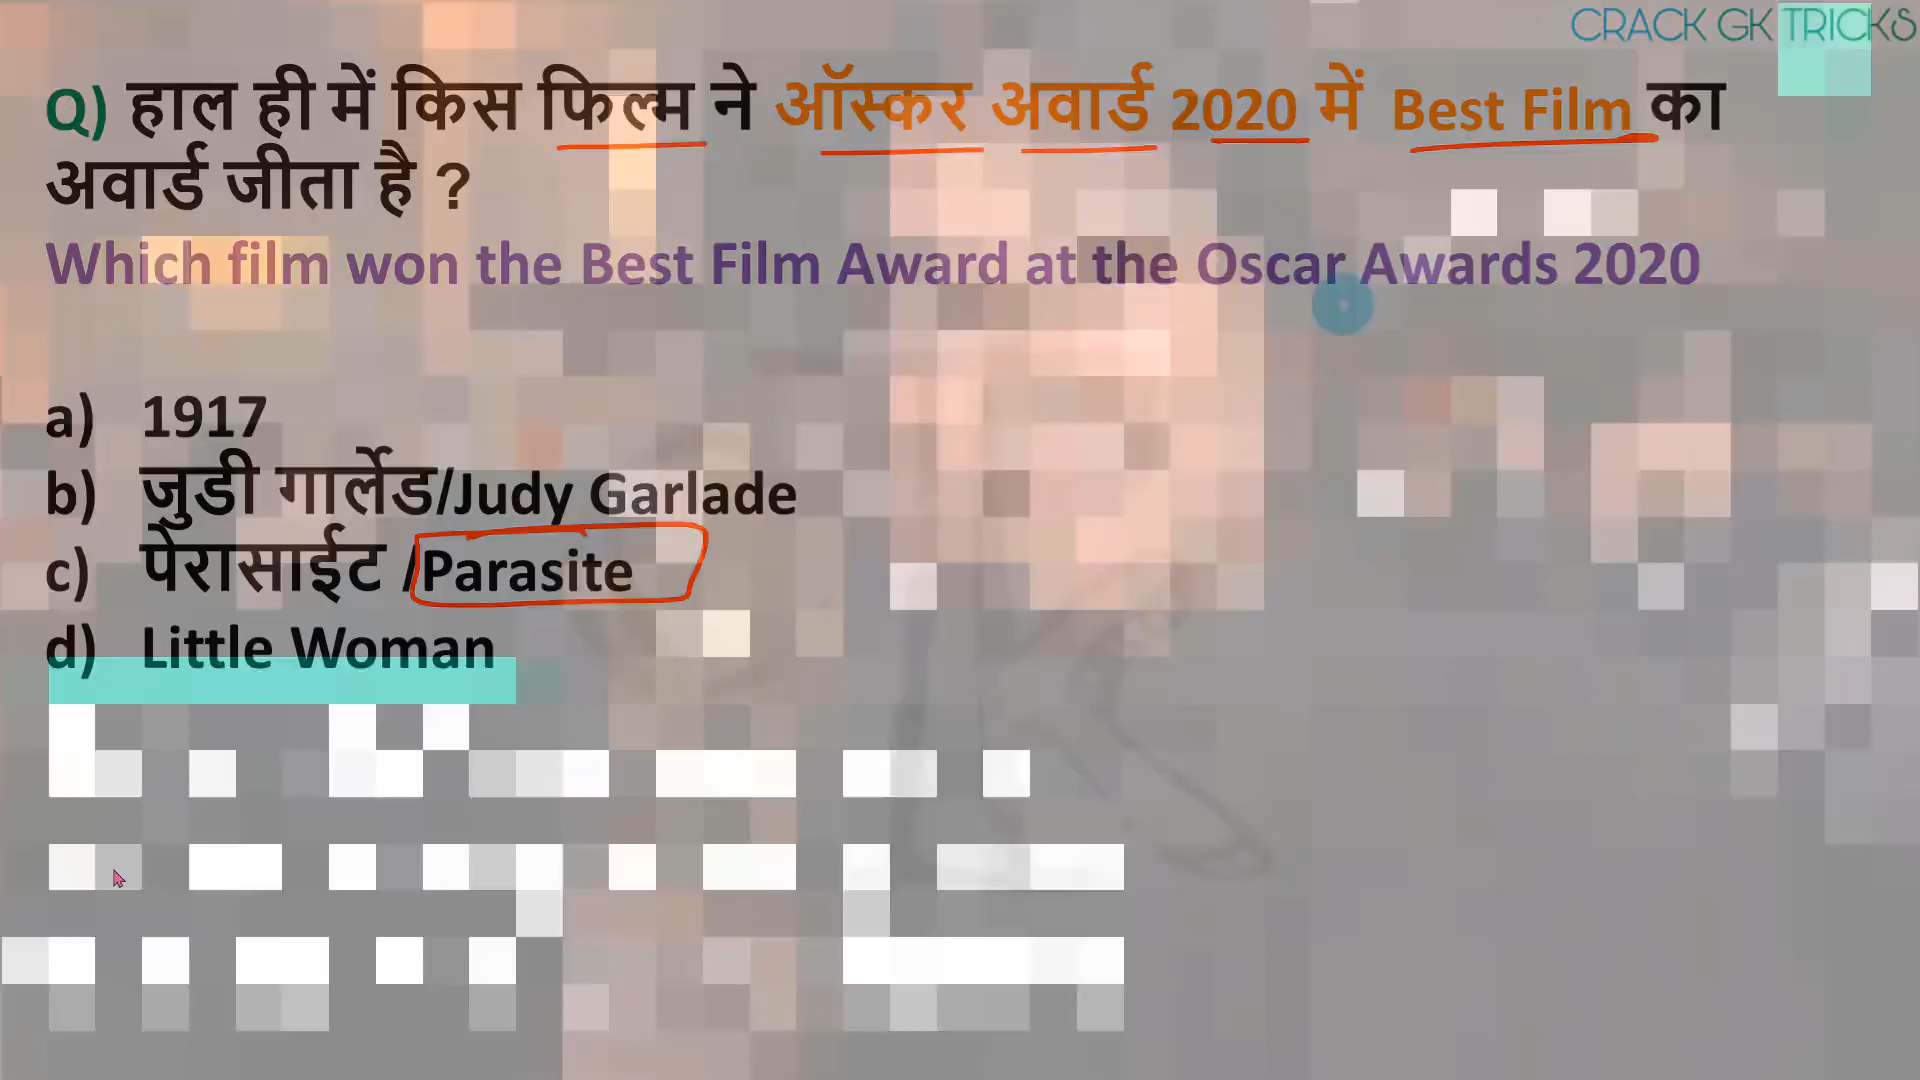 CRACK GK TRICKS
Q) हाल ही में किस फिल्म ने ऑस्कर अवार्ड 2020 में Best Film का
अवार्ड जीता है ?
Which film won the Best Film Award at the Oscar Awards 2020
a) 1917
b) जुडी गार्लेड/Judy Garlade
c) पेरासाईट /Parasite
d) Little Woman